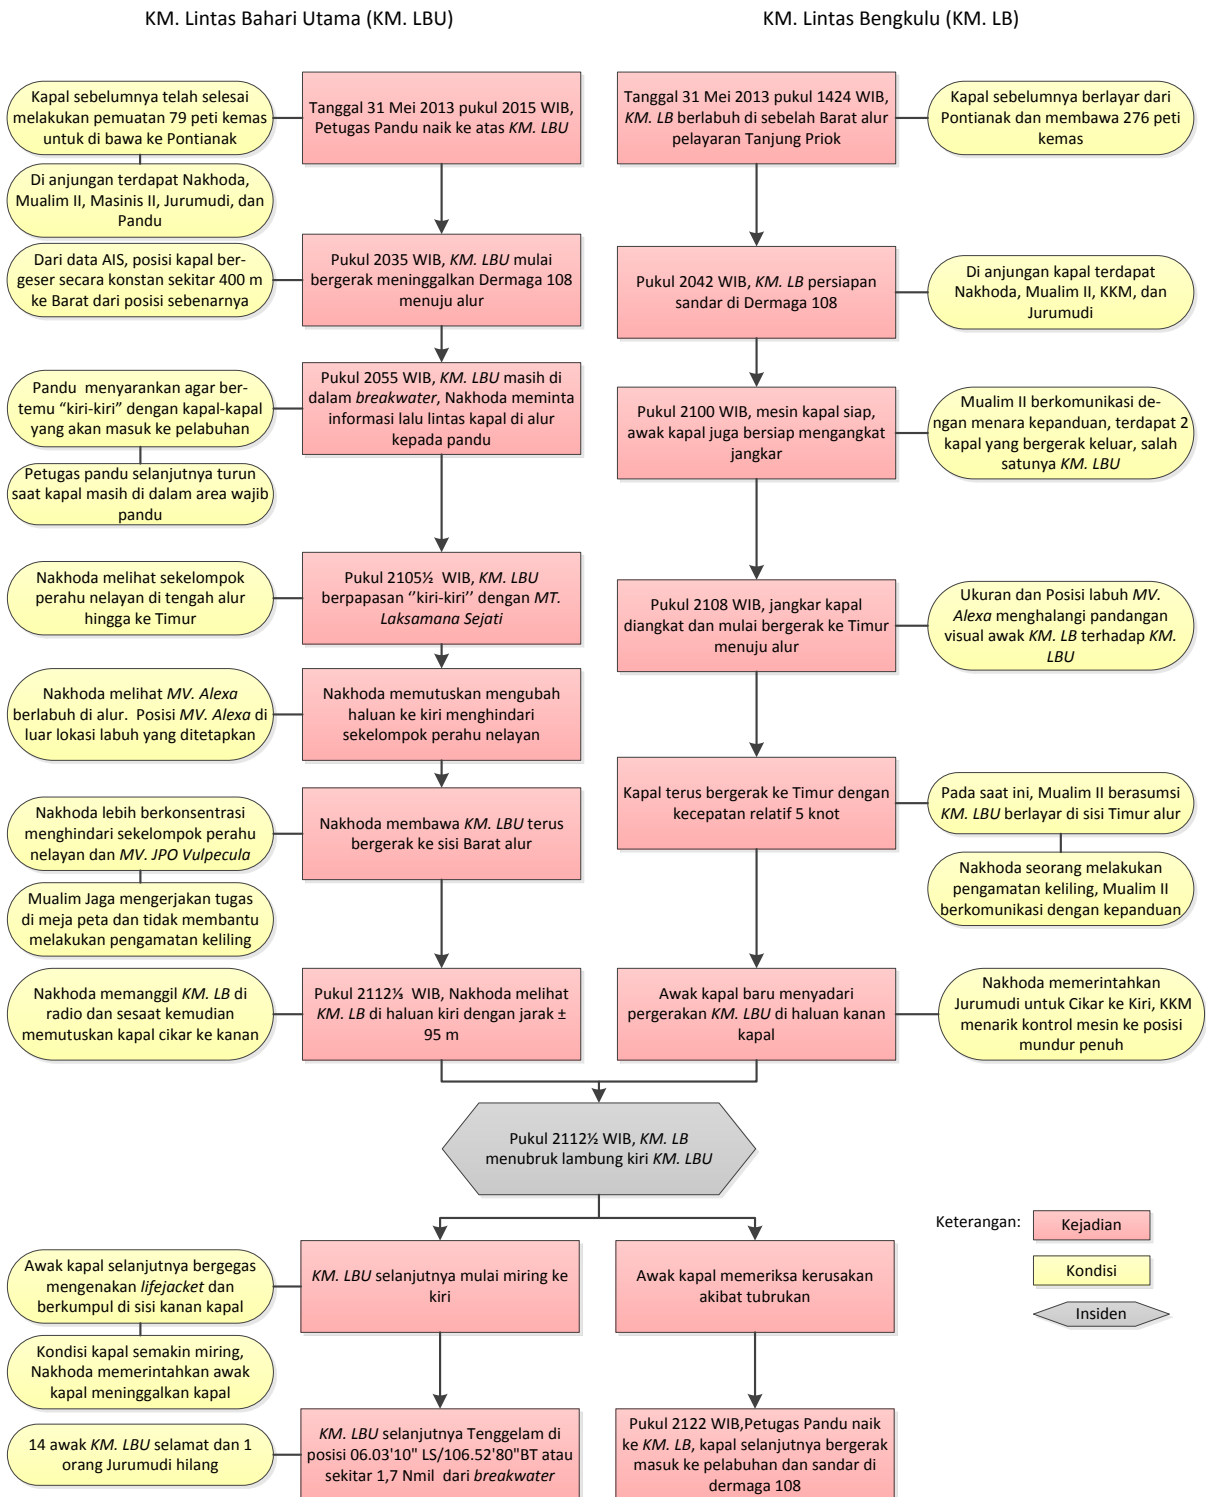 KM. Lintas Bahari Utama (KM. LBU)
KM. Lintas Bengkulu (KM. LB)
Kapal sebelumnya telah selesai
melakukan pemuatan 79 peti kemas
untuk di bawa ke Pontianak
Tanggal 31 Mei 2013 pukul 2015 WIB,
Petugas Pandu naik ke atas KM. LBU
Tanggal 31 Mei 2013 pukul 1424 WIB,
KM. LB berlabuh di sebelah Barat alur
pelayaran Tanjung Priok
Kapal sebelumnya berlayar dari
Pontianak dan membawa 276 peti
kemas
Di anjungan terdapat Nakhoda,
Mualim II, Masinis II, Jurumudi, dan
Pandu
Dari data AIS, posisi kapal ber-
geser secara konstan sekitar 400 m
ke Barat dari posisi sebenarnya
Pukul 2035 WIB, KM. LBU mulai
bergerak meninggalkan Dermaga 108
menuju alur
Pukul 2042 WIB, KM. LB persiapan
sandar di Dermaga 108
Di anjungan kapal terdapat
Nakhoda, Mualim II, KKM, dan
Jurumudi
Pandu menyarankan agar ber-
temu “kiri-kiri” dengan kapal-kapal
yang akan masuk ke pelabuhan
Pukul 2055 WIB, KM. LBU masih di
dalam breakwater, Nakhoda meminta
informasi lalu lintas kapal di alur
kepada pandu
Pukul 2100 WIB, mesin kapal siap,
awak kapal juga bersiap mengangkat
jangkar
Mualim II berkomunikasi de-
ngan menara kepanduan, terdapat 2
kapal yang bergerak keluar, salah
satunya KM. LBU
Petugas pandu selanjutnya turun
saat kapal masih di dalam area wajib
pandu
Nakhoda melihat sekelompok
perahu nelayan di tengah alur
hingga ke Timur
Pukul 2105½ WIB, KM. LBU
berpapasan ‘’kiri-kiri’’ dengan MT.
Laksamana Sejati
Pukul 2108 WIB, jangkar kapal
diangkat dan mulai bergerak ke Timur
menuju alur
Ukuran dan Posisi labuh MV.
Alexa menghalangi pandangan
visual awak KM. LB terhadap KM.
LBU
Nakhoda melihat MV. Alexa
berlabuh di alur. Posisi MV. Alexa di
luar lokasi labuh yang ditetapkan
Nakhoda memutuskan mengubah
haluan ke kiri menghindari
sekelompok perahu nelayan
Nakhoda lebih berkonsentrasi
menghindari sekelompok perahu
nelayan dan MV. JPO Vulpecula
Nakhoda membawa KM. LBU terus
bergerak ke sisi Barat alur
Kapal terus bergerak ke Timur dengan
kecepatan relatif 5 knot
Pada saat ini, Mualim II berasumsi
KM. LBU berlayar di sisi Timur alur
Mualim Jaga mengerjakan tugas
di meja peta dan tidak membantu
melakukan pengamatan keliling
Nakhoda seorang melakukan
pengamatan keliling, Mualim II
berkomunikasi dengan kepanduan
Nakhoda memanggil KM. LB di
radio dan sesaat kemudian
memutuskan kapal cikar ke kanan
Pukul 2112⅓ WIB, Nakhoda melihat
KM. LB di haluan kiri dengan jarak ±
95 m
Awak kapal baru menyadari
pergerakan KM. LBU di haluan kanan
kapal
Nakhoda memerintahkan
Jurumudi untuk Cikar ke Kiri, KKM
menarik kontrol mesin ke posisi
mundur penuh
Pukul 2112½ WIB, KM. LB
menubruk lambung kiri KM. LBU
Keterangan:
Kejadian
Kondisi
Insiden
Awak kapal selanjutnya bergegas
mengenakan lifejacket dan
berkumpul di sisi kanan kapal
KM. LBU selanjutnya mulai miring ke
kiri
Awak kapal memeriksa kerusakan
akibat tubrukan
Kondisi kapal semakin miring,
Nakhoda memerintahkan awak
kapal meninggalkan kapal
14 awak KM. LBU selamat dan 1
orang Jurumudi hilang
KM. LBU selanjutnya Tenggelam di
posisi 06.03'10" LS/106.52'80"BT atau
sekitar 1,7 Nmil dari breakwater
Pukul 2122 WIB,Petugas Pandu naik
ke KM. LB, kapal selanjutnya bergerak
masuk ke pelabuhan dan sandar di
dermaga 108